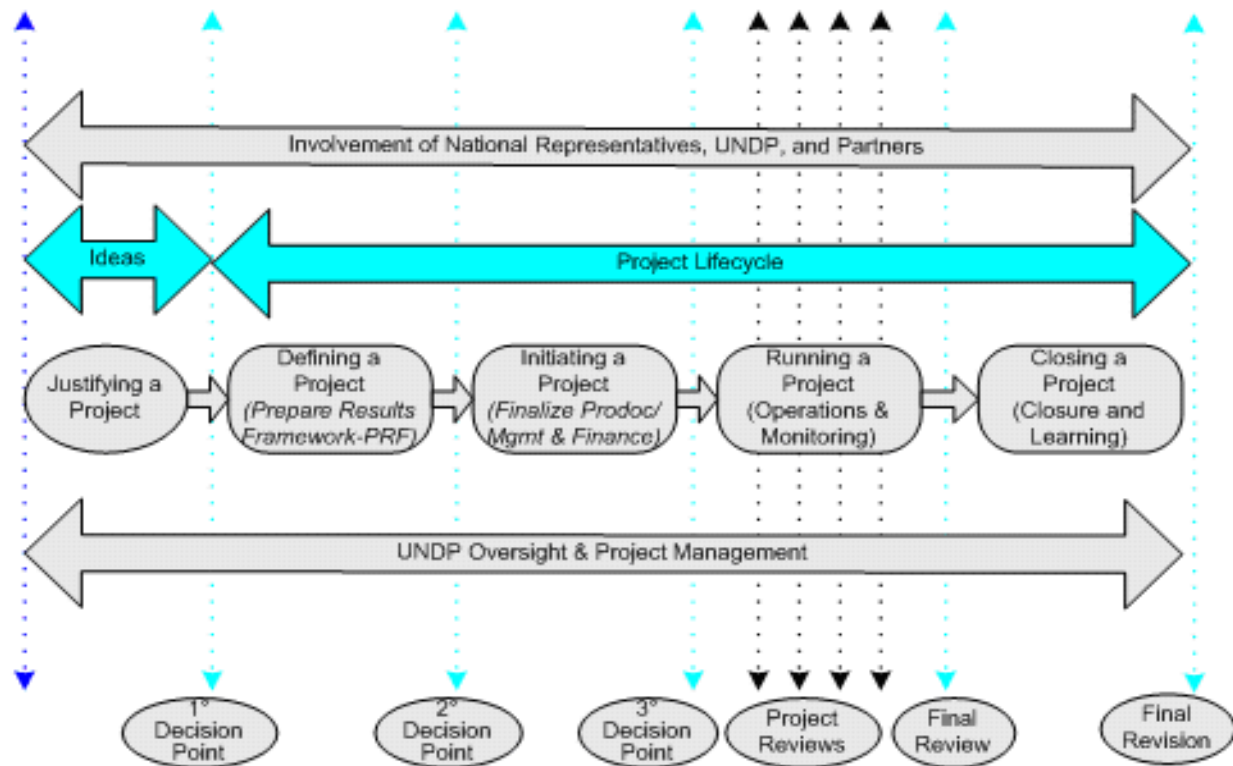 Involvement of National Representatives, UNDP, and Partners
Ideas
Project Lifecycle
Justifying a
Project
Defining a
Project
(Prepare Results
Framework-PRF)
Initiating a
Project
(Finalize Prodoc/
Mgmt & Finance)
Running a
Project
(Operations &
Monitoring)
Closing a
Project
(Closure and
Learning)
UNDP Oversight & Project Management
1°
Decision
Point
2°
Decision
Point
3°
Decision
Point
Project
Reviews
Final
Review
Final
Revision